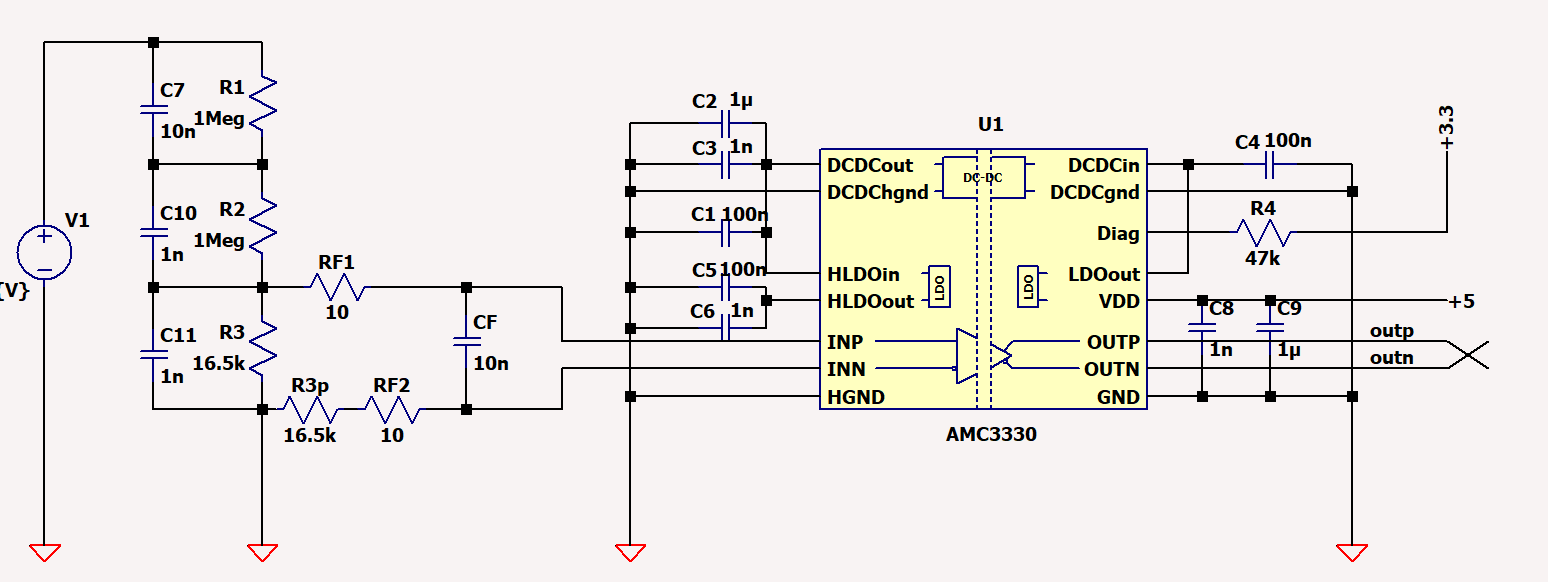 V1
{V}
C7
10n
R1
1Meg
C10
1n
R2
1Meg
C11
1n
R3
16.5k
RF1
10
R3p
16.5k
RF2
10
CF
10n
C2 1µ
C3 1n
C1 100n
C5 100n
C6 1n
U1
DCDCout
DCDChgnd
HLDOin
HLDOout
INP
INN
HGND
DC-DC
LDO
LDO
DCDCin
DCDCgnd
Diag
LDOout
VDD
OUTP
OUTN
GND
AMC3330
C4 100n
R4
47k
+3.3
+5
C8
1n
C9
1µ
outp
outn